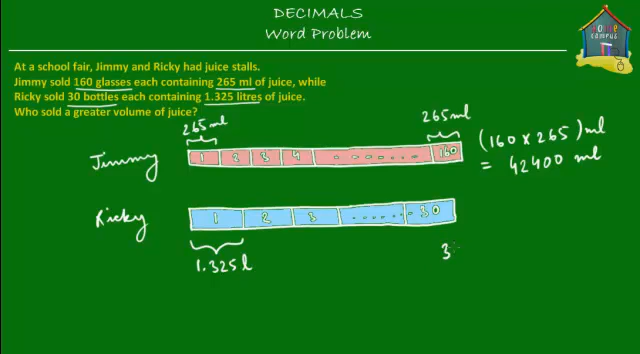 DECIMALS
Word Problem
HOME
CAMPUS
At a school fair, Jimmy and Ricky had juice stalls.
Jimmy sold 160 glasses each containing 265 ml of juice, while
Ricky sold 30 bottles each containing 1.325 litres of juice.
Who sold a greater volume of juice?
265ml 265ml
Jimmy 1 2 3 4 - - - - . . . 160 (160 x 265) ml
= 42400 ml
Ricky 1 2 3 - - - - . . . - 30
1.325l 3